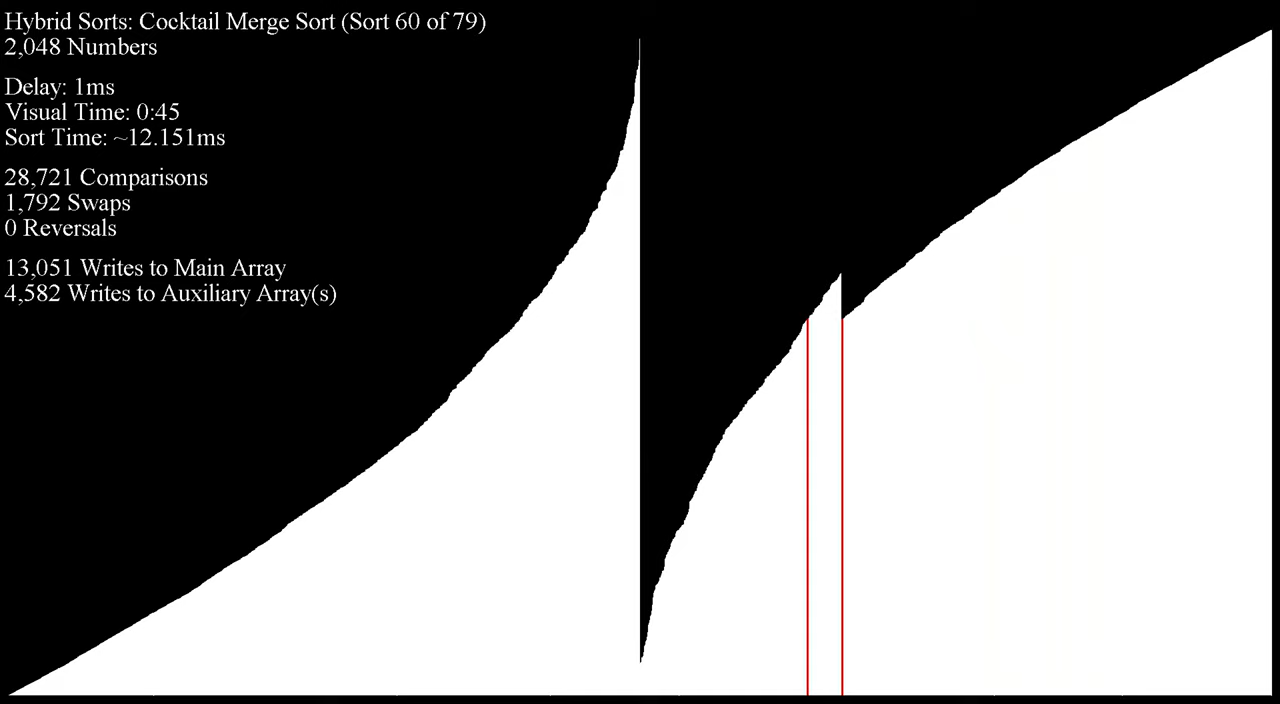 Hybrid Sorts: Cocktail Merge Sort (Sort 60 of 79)
2,048 Numbers
Delay: 1ms
Visual Time: 0:45
Sort Time: ~12.151ms
28,721 Comparisons
1,792 Swaps
0 Reversals
13,051 Writes to Main Array
4,582 Writes to Auxiliary Array(s)